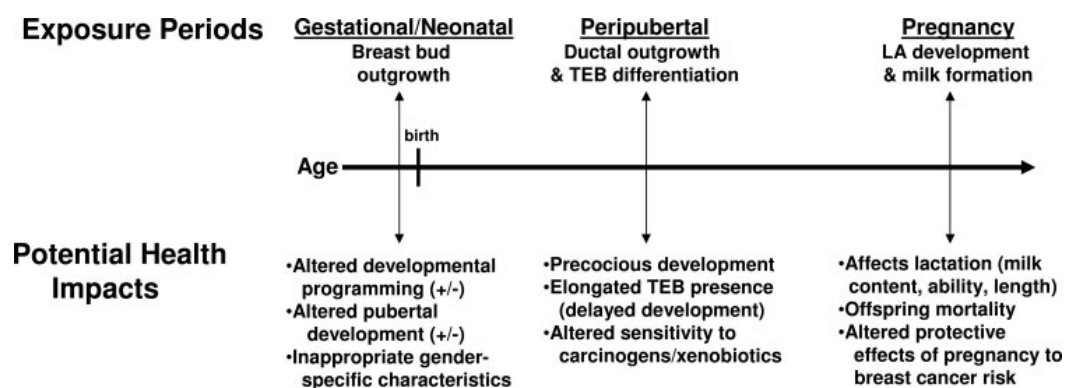 Exposure Periods
Gestational/Neonatal
Breast bud
outgrowth
Peripubertal
Ductal outgrowth
& TEB differentiation
Pregnancy
LA development
& milk formation
birth
Age
Potential Health
Impacts
•Altered developmental
programming (+/-)
•Altered pubertal
development (+/-)
•Inappropriate gender-
specific characteristics
•Precocious development
•Elongated TEB presence
(delayed development)
•Altered sensitivity to
carcinogens/xenobiotics
•Affects lactation (milk
content, ability, length)
•Offspring mortality
•Altered protective
effects of pregnancy to
breast cancer risk